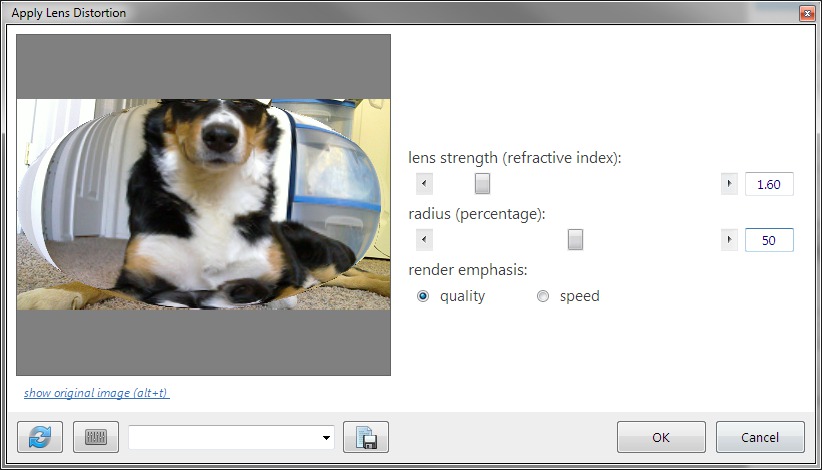 Apply Lens Distortion
lens strength (refractive index):
1.60
radius (percentage):
50
render emphasis:
quality
speed
show original image (alt+t)
OK
Cancel